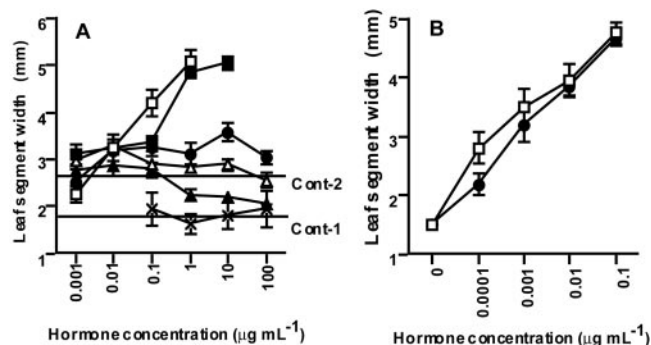 A
Leaf segment width (mm)
6
5
4
3
2
1
Cont-2
Cont-1
0.001
0.01
0.1
1
10
100
Hormone concentration (μg mL-1)
B
Leaf segment width (mm)
5
4
3
2
1
0
0.0001
0.001
0.01
0.1
Hormone concentration (μg mL-1)